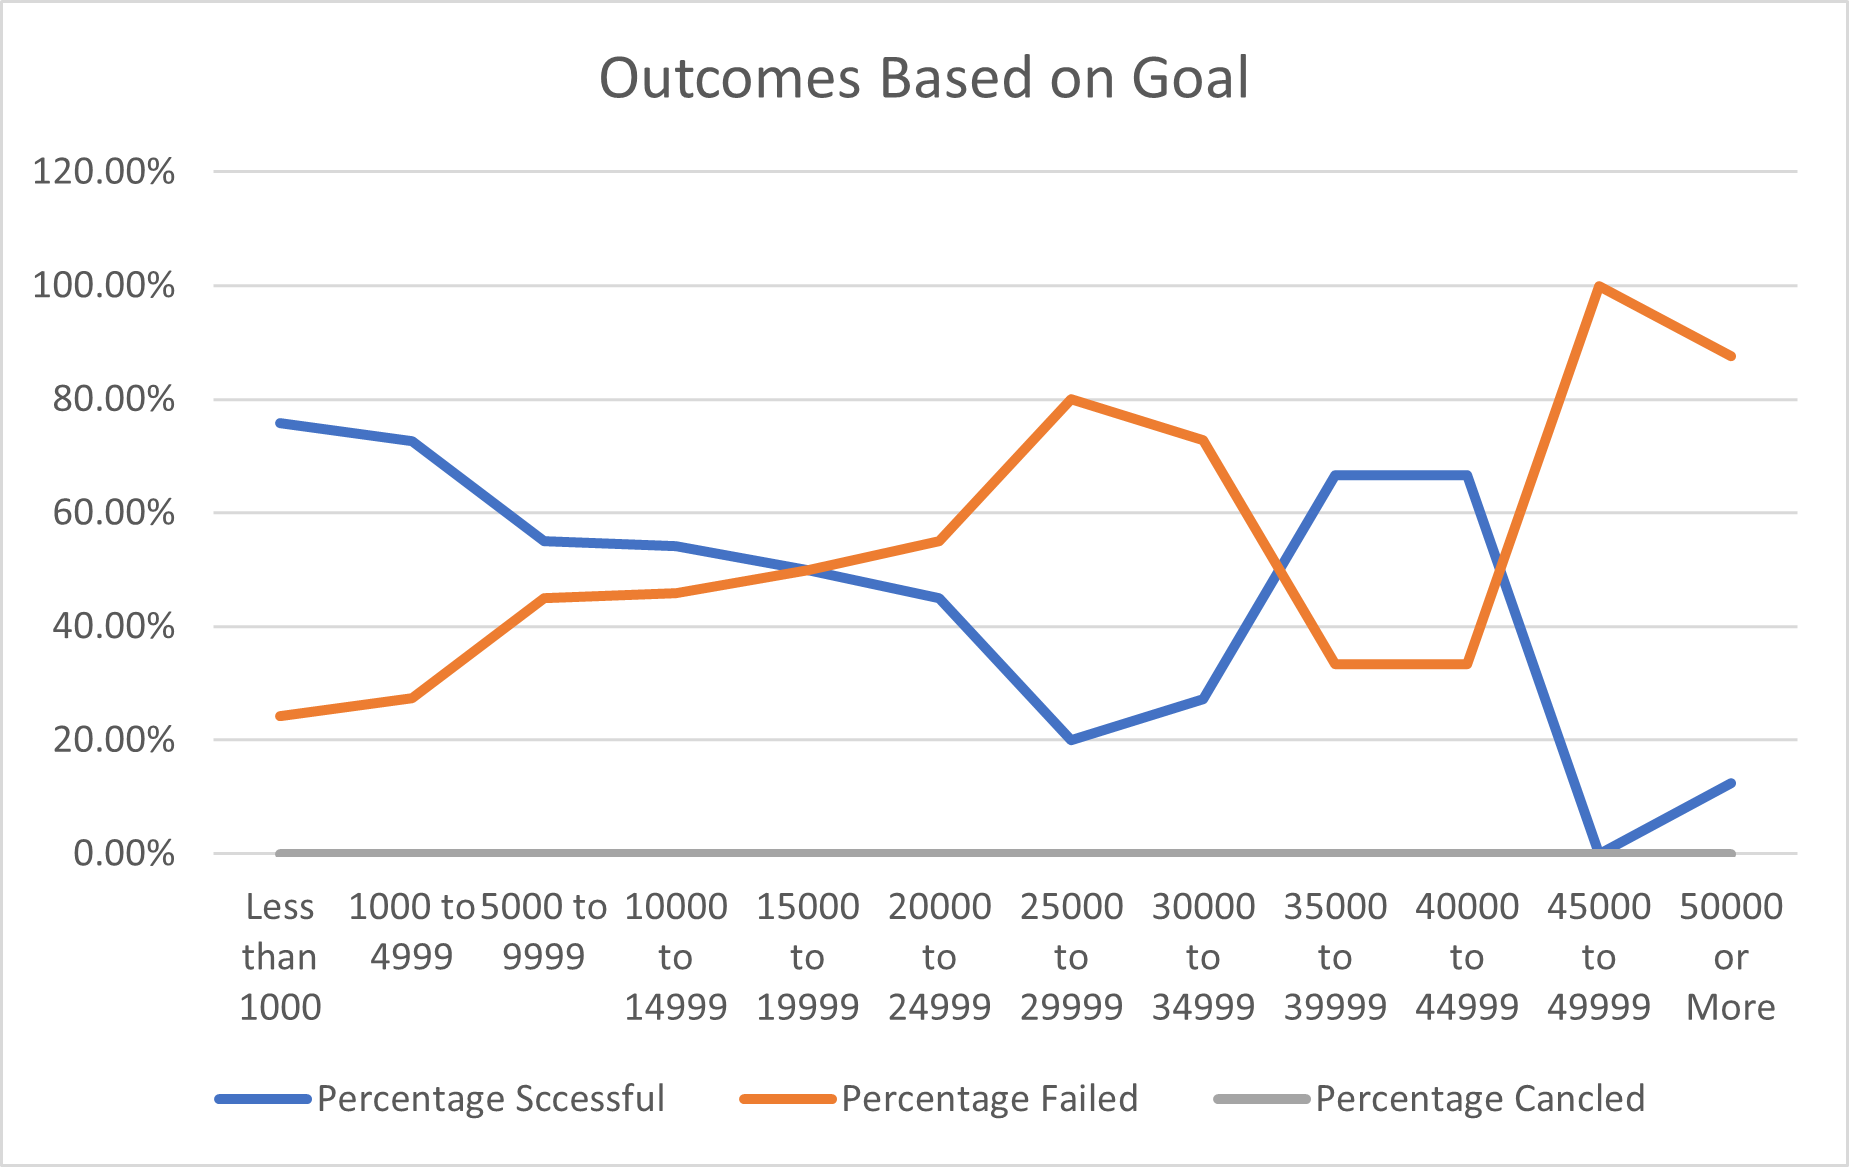 Outcomes Based on Goal
120.00%
100.00%
80.00%
60.00%
40.00%
20.00%
0.00%
Less than 1000
1000 to 4999
5000 to 9999
10000 to 14999
15000 to 19999
20000 to 24999
25000 to 29999
30000 to 34999
35000 to 39999
40000 to 44999
45000 to 49999
50000 or More
Percentage Sccessful
Percentage Failed
Percentage Cancled